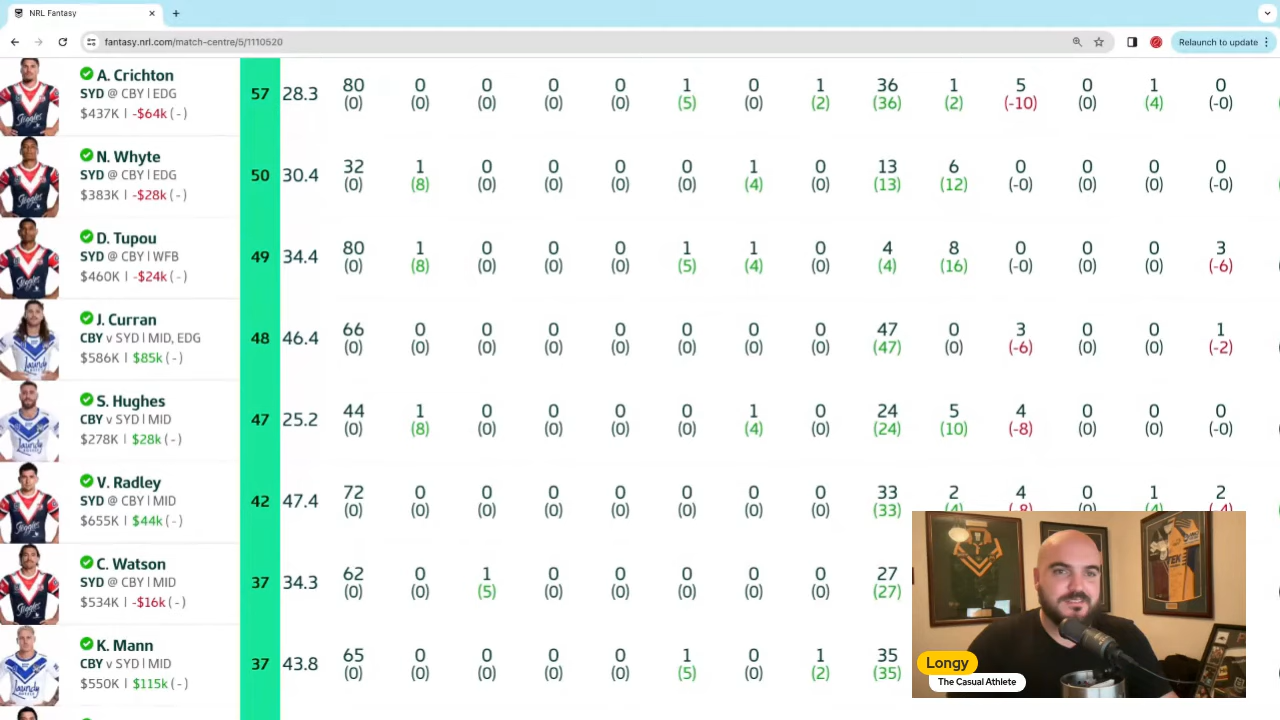 NRL Fantasy
fantasy.nrl.com/match-centre/5/1110520
Relaunch to update
A. Crichton
SYD @ CBY | EDG
$437K | -$64k (-)
57 28.3 80 0 0 0 0 1 0 1 36 1 5 0 1 0 0
(0) (0) (0) (0) (0) (5) (0) (2) (36) (2) (-10) (0) (4) (-0) (0)
N. Whyte
SYD @ CBY | EDG
$383K | -$28k (-)
50 30.4 32 1 0 0 0 0 1 0 13 6 0 0 0 0 0
(0) (8) (0) (0) (0) (0) (4) (0) (13) (12) (-0) (0) (0) (-0) (0)
D. Tupou
SYD @ CBY | WFB
$460K | -$24k (-)
49 34.4 80 1 0 0 0 1 1 0 4 8 0 0 0 3 0
(0) (8) (0) (0) (0) (5) (4) (0) (4) (16) (-0) (0) (0) (-6) (0)
J. Curran
CBY v SYD | MID, EDG
$586K | $85k (-)
48 46.4 66 0 0 0 0 0 0 0 47 0 3 0 0 1 0
(0) (0) (0) (0) (0) (0) (0) (0) (47) (0) (-6) (0) (0) (-2) (0)
S. Hughes
CBY v SYD | MID
$278K | $28k (-)
47 25.2 44 1 0 0 0 0 1 0 24 5 4 0 0 0 0
(0) (8) (0) (0) (0) (0) (4) (0) (24) (10) (-8) (0) (0) (-0) (0)
V. Radley
SYD @ CBY | MID
$655K | $44k (-)
42 47.4 72 0 0 0 0 0 0 0 33 2 4 0 1 2 0
(0) (0) (0) (0) (0) (0) (0) (0) (33) (4) (-8) (0) (4) (-4)
C. Watson
SYD @ CBY | MID
$534K | -$16k (-)
37 34.3 62 0 1 0 0 0 0 0 27
(0) (0) (5) (0) (0) (0) (0) (0) (27)
K. Mann
CBY v SYD | MID
$550K | $115k (-)
37 43.8 65 0 0 0 0 1 0 1 35
(0) (0) (0) (0) (0) (5) (0) (2) (35)
Longy
The Casual Athlete